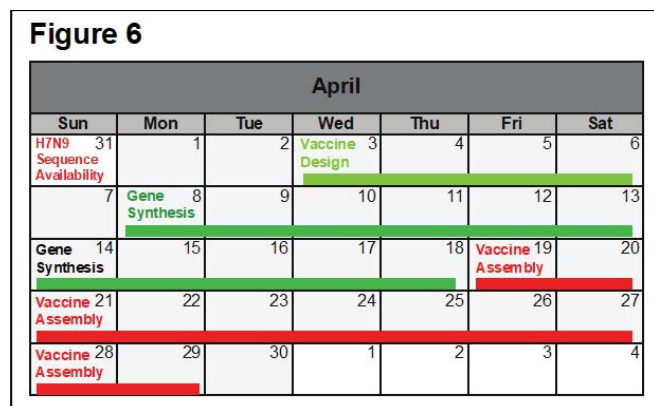 Figure 6
April
Sun Mon Tue Wed Thu Fri Sat
H7N9 31 1 2 Vaccine 3 4 5 6
Sequence Design
Availability
7 Gene 8 9 10 11 12 13
Synthesis
Gene 14 15 16 17 18 Vaccine 19 20
Synthesis Assembly
Vaccine 21 22 23 24 25 26 27
Assembly
Vaccine 28 29 30 1 2 3 4
Assembly